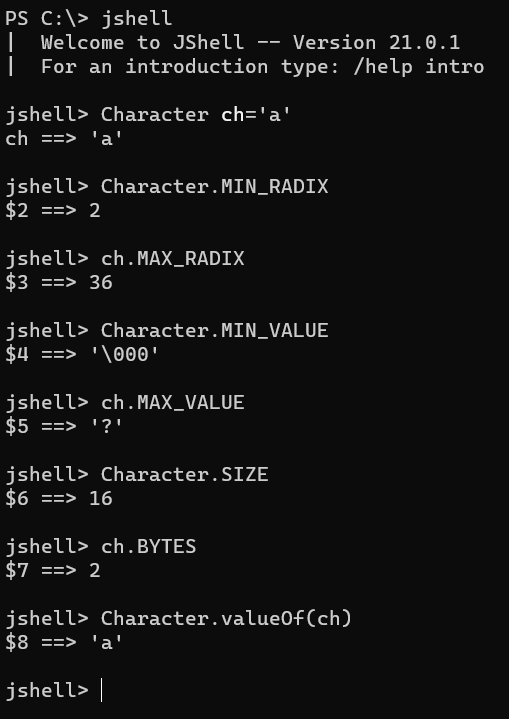 PS C:\> jshell
|  Welcome to JShell -- Version 21.0.1
|  For an introduction type: /help intro
jshell> Character ch='a'
ch ==> 'a'
jshell> Character.MIN_RADIX
$2 ==> 2
jshell> ch.MAX_RADIX
$3 ==> 36
jshell> Character.MIN_VALUE
$4 ==> '\000'
jshell> ch.MAX_VALUE
$5 ==> '?'
jshell> Character.SIZE
$6 ==> 16
jshell> ch.BYTES
$7 ==> 2
jshell> Character.valueOf(ch)
$8 ==> 'a'
jshell>